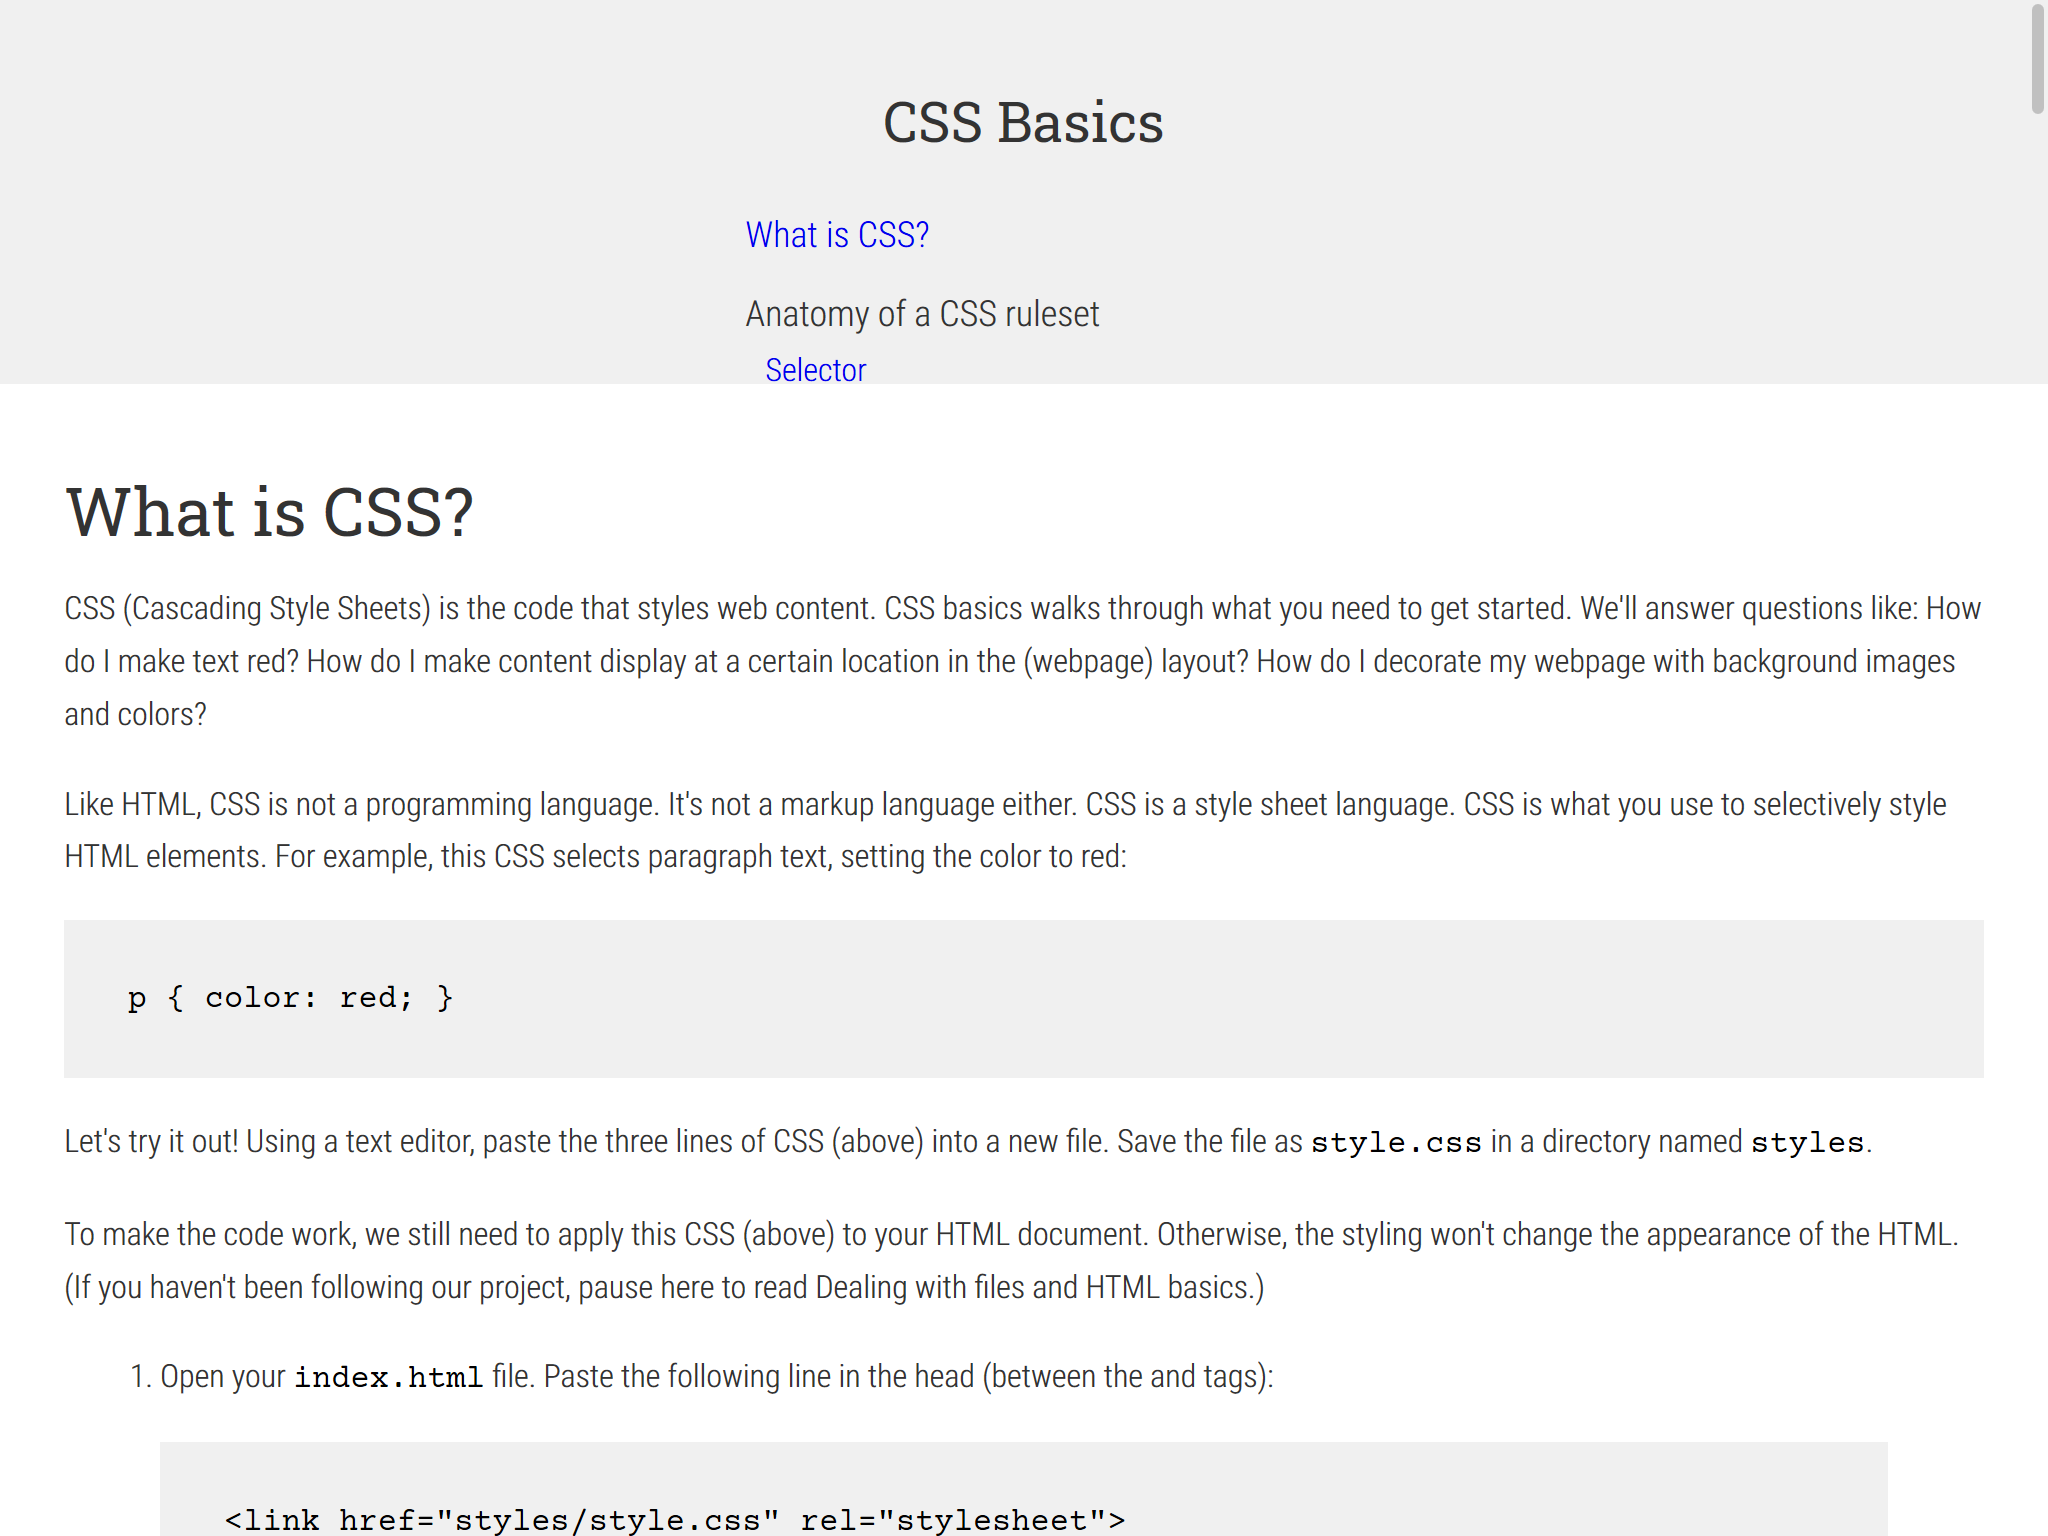 CSS Basics
What is CSS?
Anatomy of a CSS ruleset
Selector
What is CSS?
CSS (Cascading Style Sheets) is the code that styles web content. CSS basics walks through what you need to get started. We'll answer questions like: How
do I make text red? How do I make content display at a certain location in the (webpage) layout? How do I decorate my webpage with background images
and colors?
Like HTML, CSS is not a programming language. It's not a markup language either. CSS is a style sheet language. CSS is what you use to selectively style
HTML elements. For example, this CSS selects paragraph text, setting the color to red:
p { color: red; }
Let's try it out! Using a text editor, paste the three lines of CSS (above) into a new file. Save the file as style.css in a directory named styles.
To make the code work, we still need to apply this CSS (above) to your HTML document. Otherwise, the styling won't change the appearance of the HTML.
(If you haven't been following our project, pause here to read Dealing with files and HTML basics.)
1. Open your index.html file. Paste the following line in the head (between the and tags):
<link href="styles/style.css" rel="stylesheet">